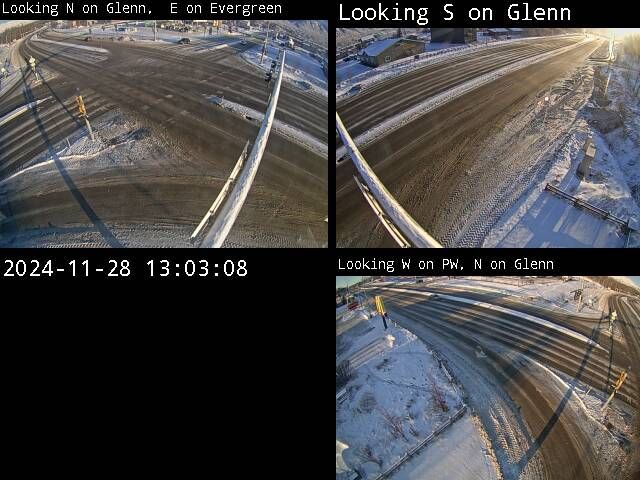 Looking N on Glenn,  E on Evergreen
Looking S on Glenn
2024-11-28 13:03:08
Looking W on PW, N on Glenn